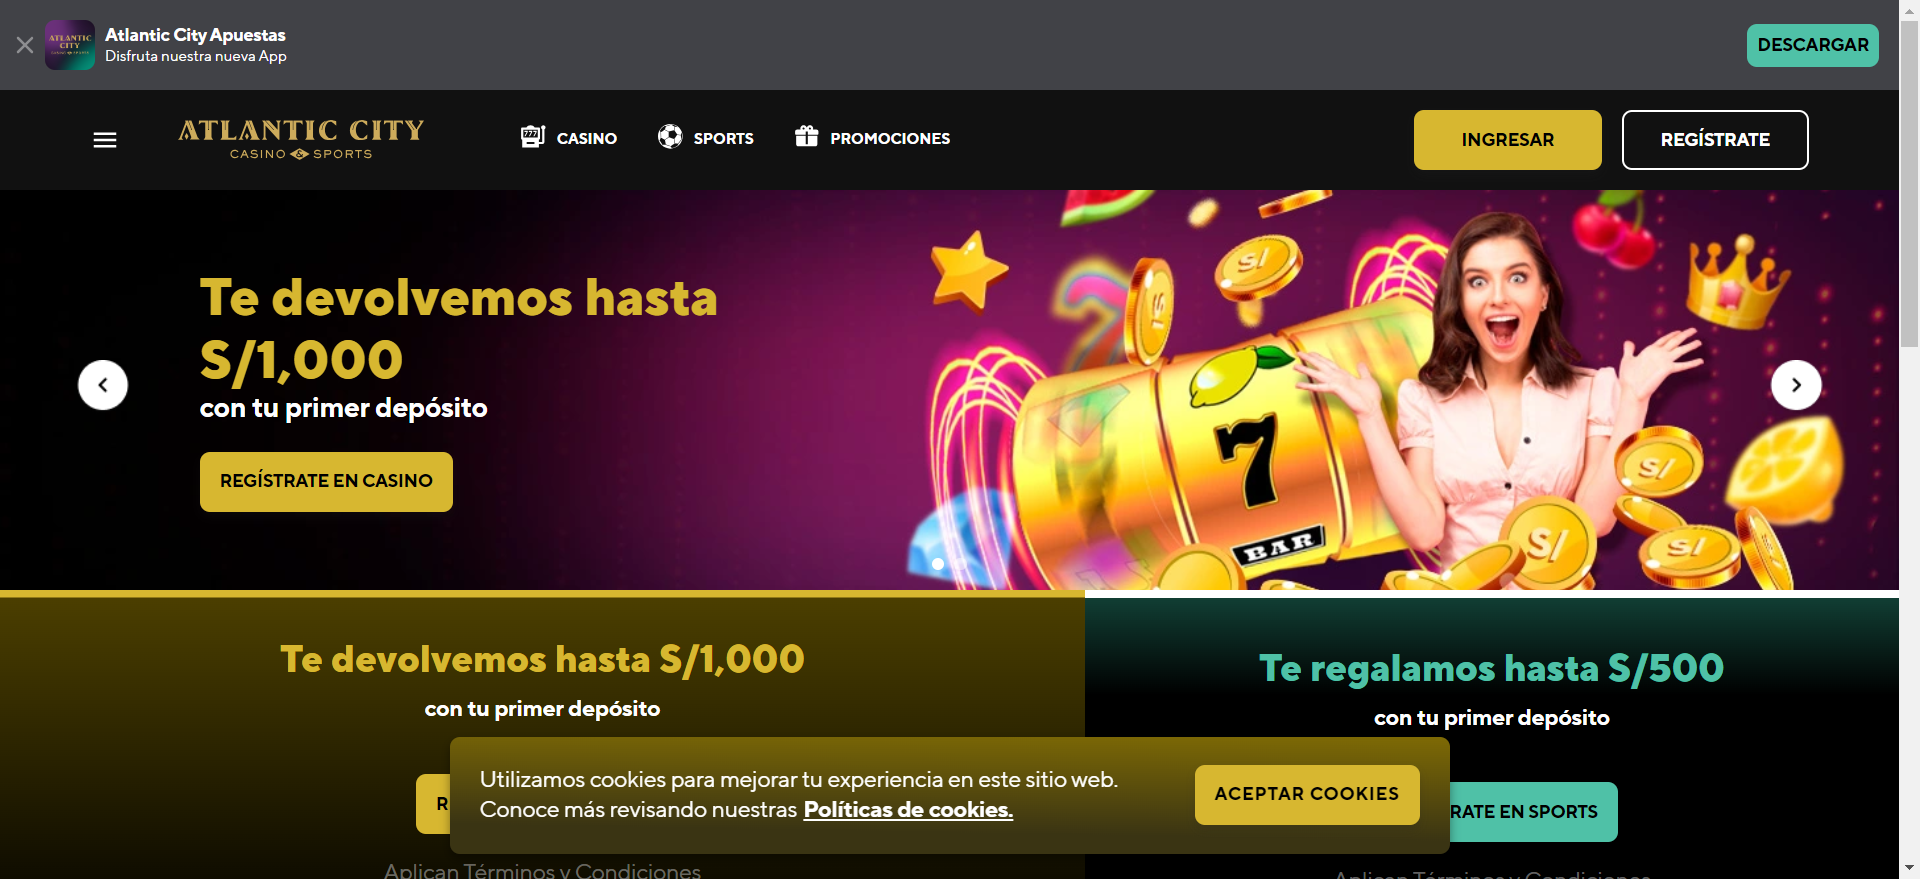 Atlantic City Apuestas
Disfruta nuestra nueva App
DESCARGAR
ATLANTIC CITY
CASINO & SPORTS
CASINO
SPORTS
PROMOCIONES
INGRESAR
REGÍSTRATE
Te devolvemos hasta
S/1,000
con tu primer depósito
REGÍSTRATE EN CASINO
S/
S/
S/
S/
S/
7
BAR
Te devolvemos hasta S/1,000
con tu primer depósito
Te regalamos hasta S/500
con tu primer depósito
Utilizamos cookies para mejorar tu experiencia en este sitio web.
Conoce más revisando nuestras Políticas de cookies.
ACEPTAR COOKIES
R
RATE EN SPORTS
Aplican Términos y Condiciones
Aplican Términos y Condiciones